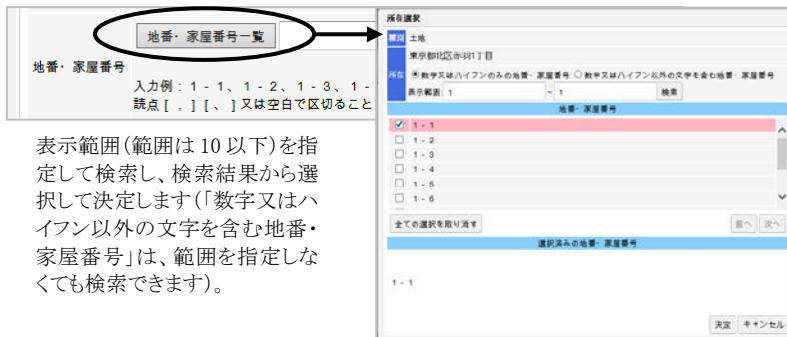 地番・家屋番号
地番・家屋番号一覧
入力例：1-1、1-2、1-3、1-
読点[，][、]又は空白で区切ること
表示範囲(範囲は10以下)を指
定して検索し、検索結果から選
択して決定します(「数字又はハ
イフン以外の文字を含む地番・
家屋番号」は、範囲を指定しな
くても検索できます)。
所在選択
種別 土地
東京都北区赤羽1丁目
所在 数字又はハイフンのみの地番・家屋番号 数字又はハイフン以外の文字を含む地番・家屋番号
表示範囲: 1 ~ 1 検索
地番・家屋番号
1-1
1-2
1-3
1-4
1-5
1-6
全ての選択を取り消す 前へ 次へ
選択済みの地番・家屋番号
1-1
決定 キャンセル